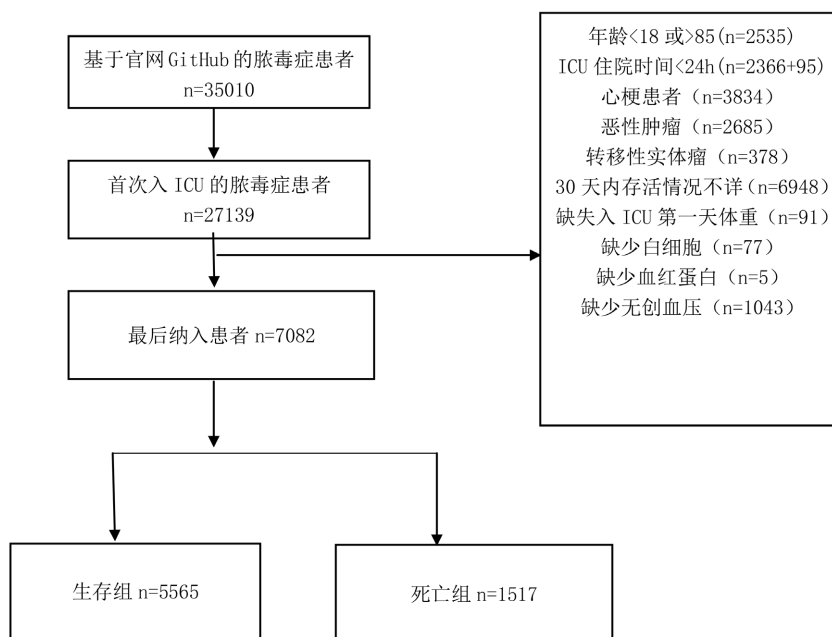 基于官网 GitHub 的脓毒症患者
n=35010
首次入 ICU 的脓毒症患者
n=27139
年龄<18 或>85(n=2535)
ICU 住院时间<24h(n=2366+95)
心梗患者（n=3834）
恶性肿瘤（n=2685）
转移性实体瘤（n=378）
30 天内存活情况不详（n=6948）
缺失入 ICU 第一天体重（n=91）
缺少白细胞（n=77）
缺少血红蛋白（n=5）
缺少无创血压（n=1043）
最后纳入患者 n=7082
生存组 n=5565
死亡组 n=1517